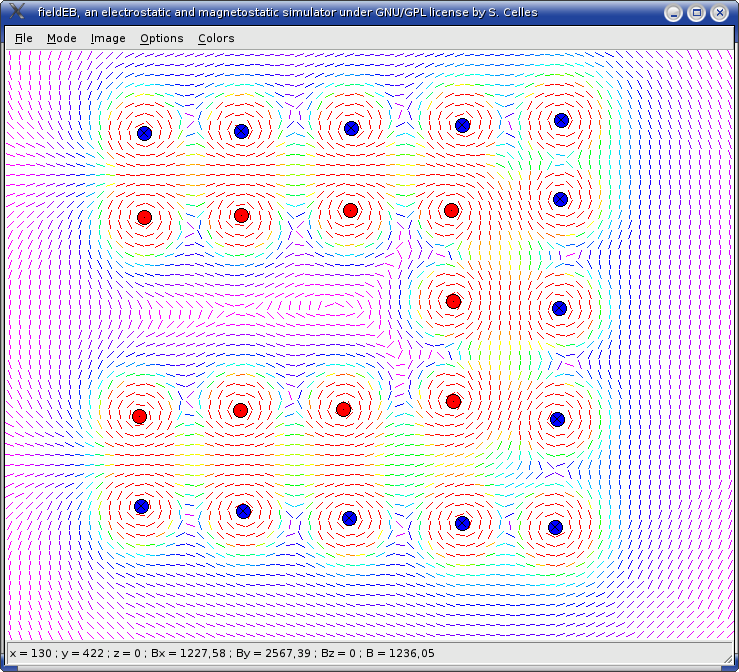 fieldEB, an electrostatic and magnetostatic simulator under GNU/GPL license by S. Celles
File Mode Image Options Colors
x = 130 ; y = 422 ; z = 0 ; Bx = 1227,58 ; By = 2567,39 ; Bz = 0 ; B = 1236,05